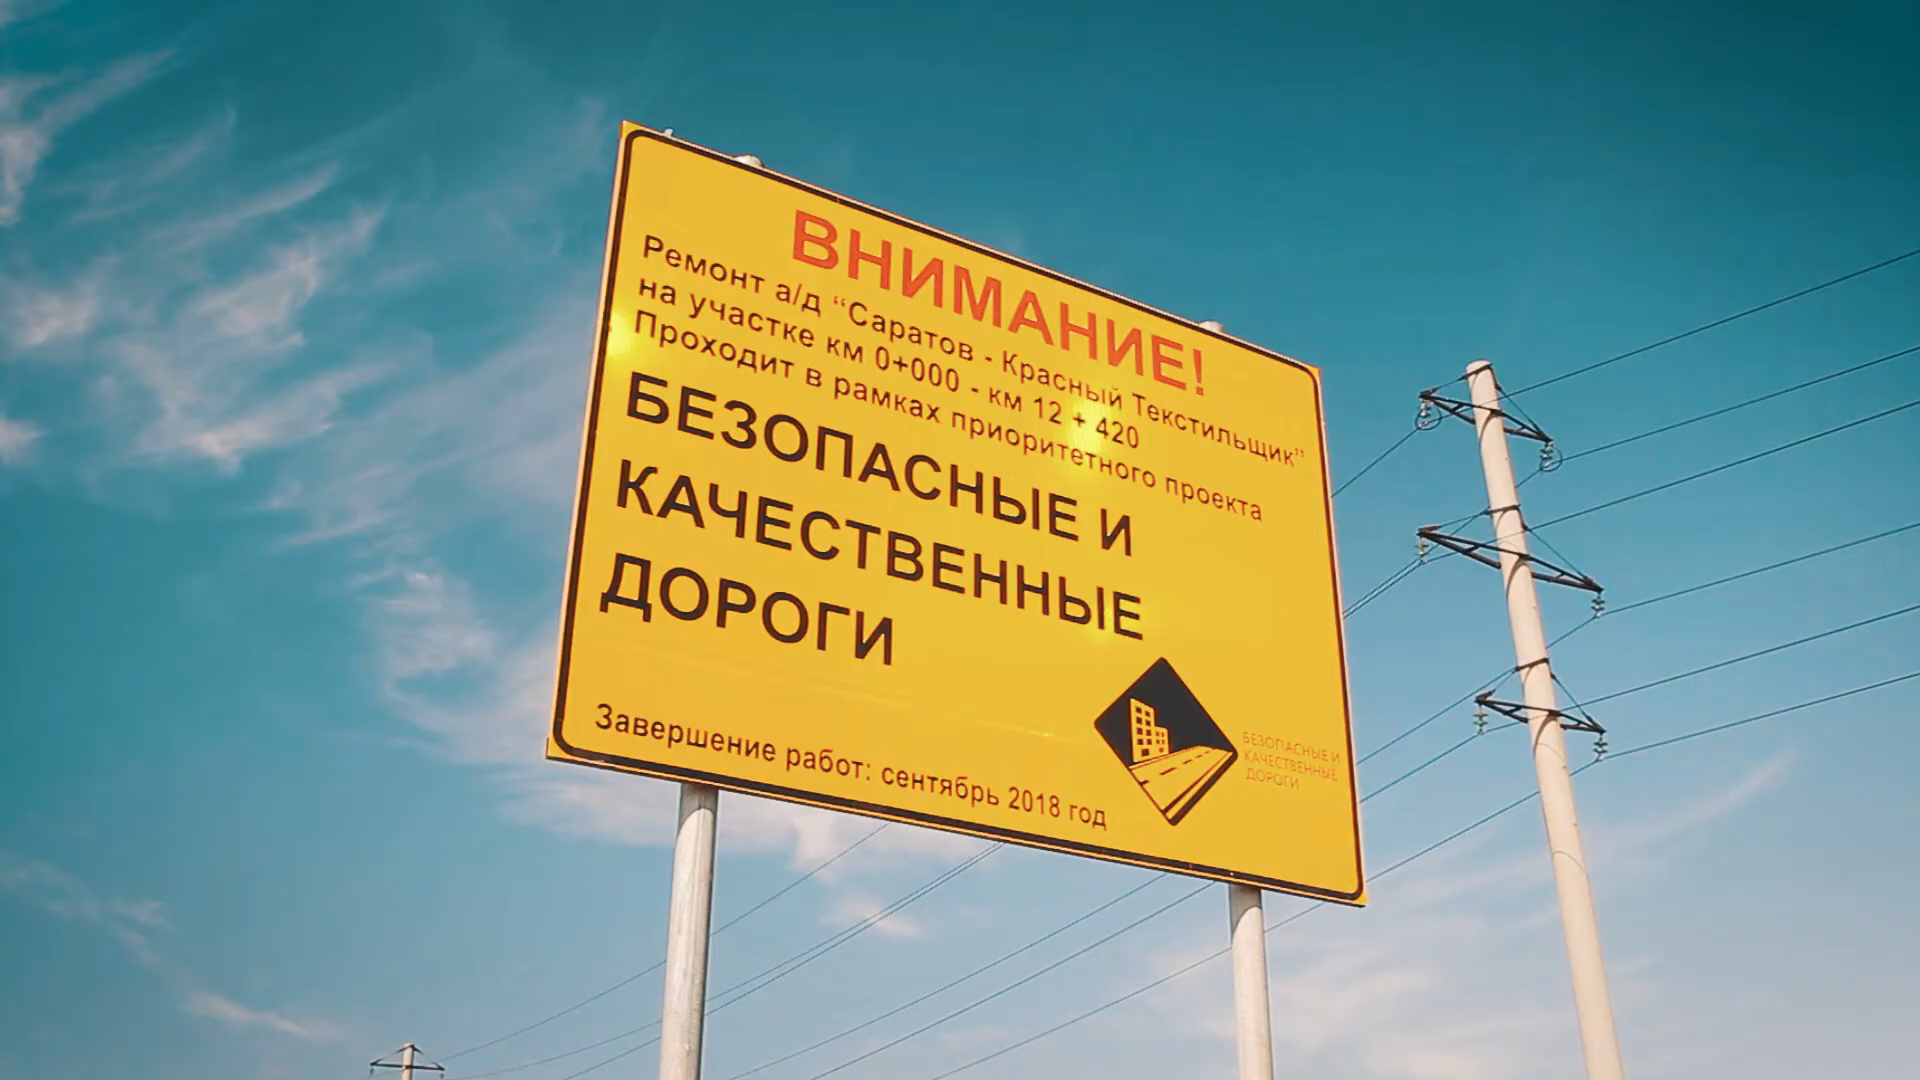 ВНИМАНИЕ!
Ремонт а/д “Саратов - Красный Текстильщик”
на участке км 0+000 - км 12 + 420
Проходит в рамках приоритетного проекта
БЕЗОПАСНЫЕ И
КАЧЕСТВЕННЫЕ
ДОРОГИ
Завершение работ: сентябрь 2018 год
БЕЗОПАСНЫЕ И
КАЧЕСТВЕННЫЕ
ДОРОГИ